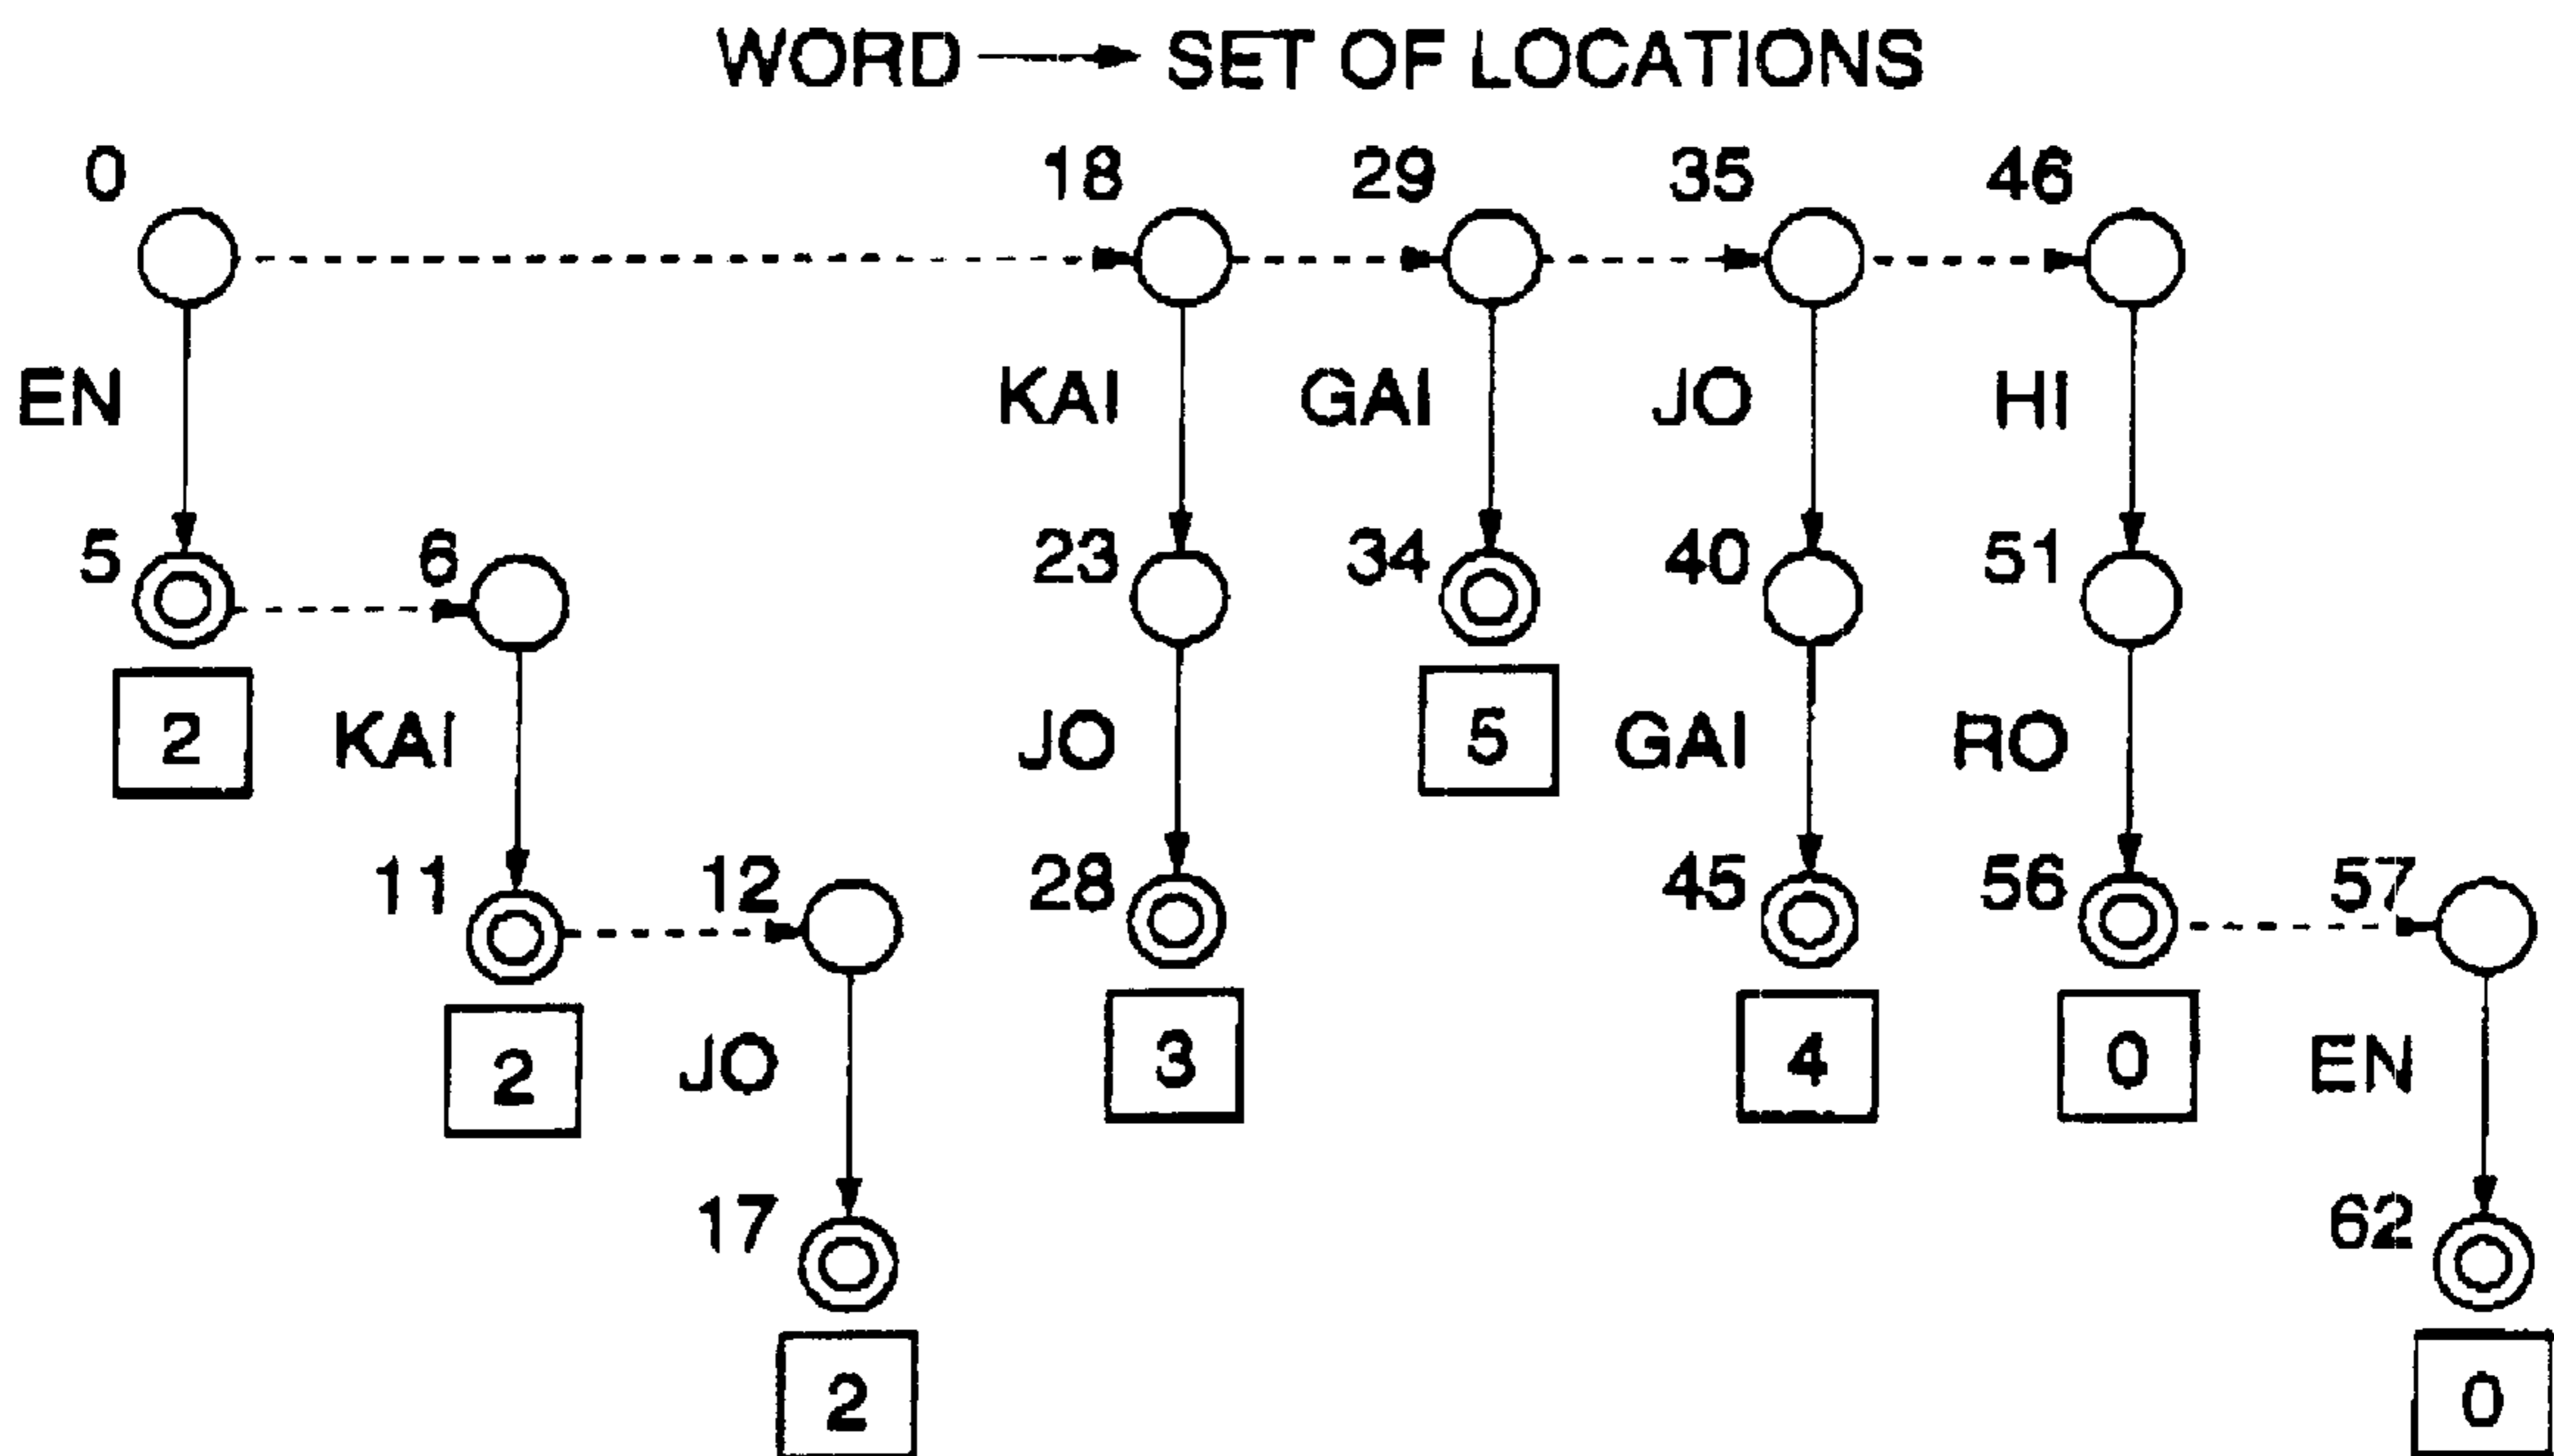 WORD → SET OF LOCATIONS
0 18 29 35 46
EN KAI GAI JO HI
5 6 23 34 40 51
2 KAI JO 5 GAI RO
11 12 28 45 56 57
2 JO 3 4 0 EN
17 62
2 0